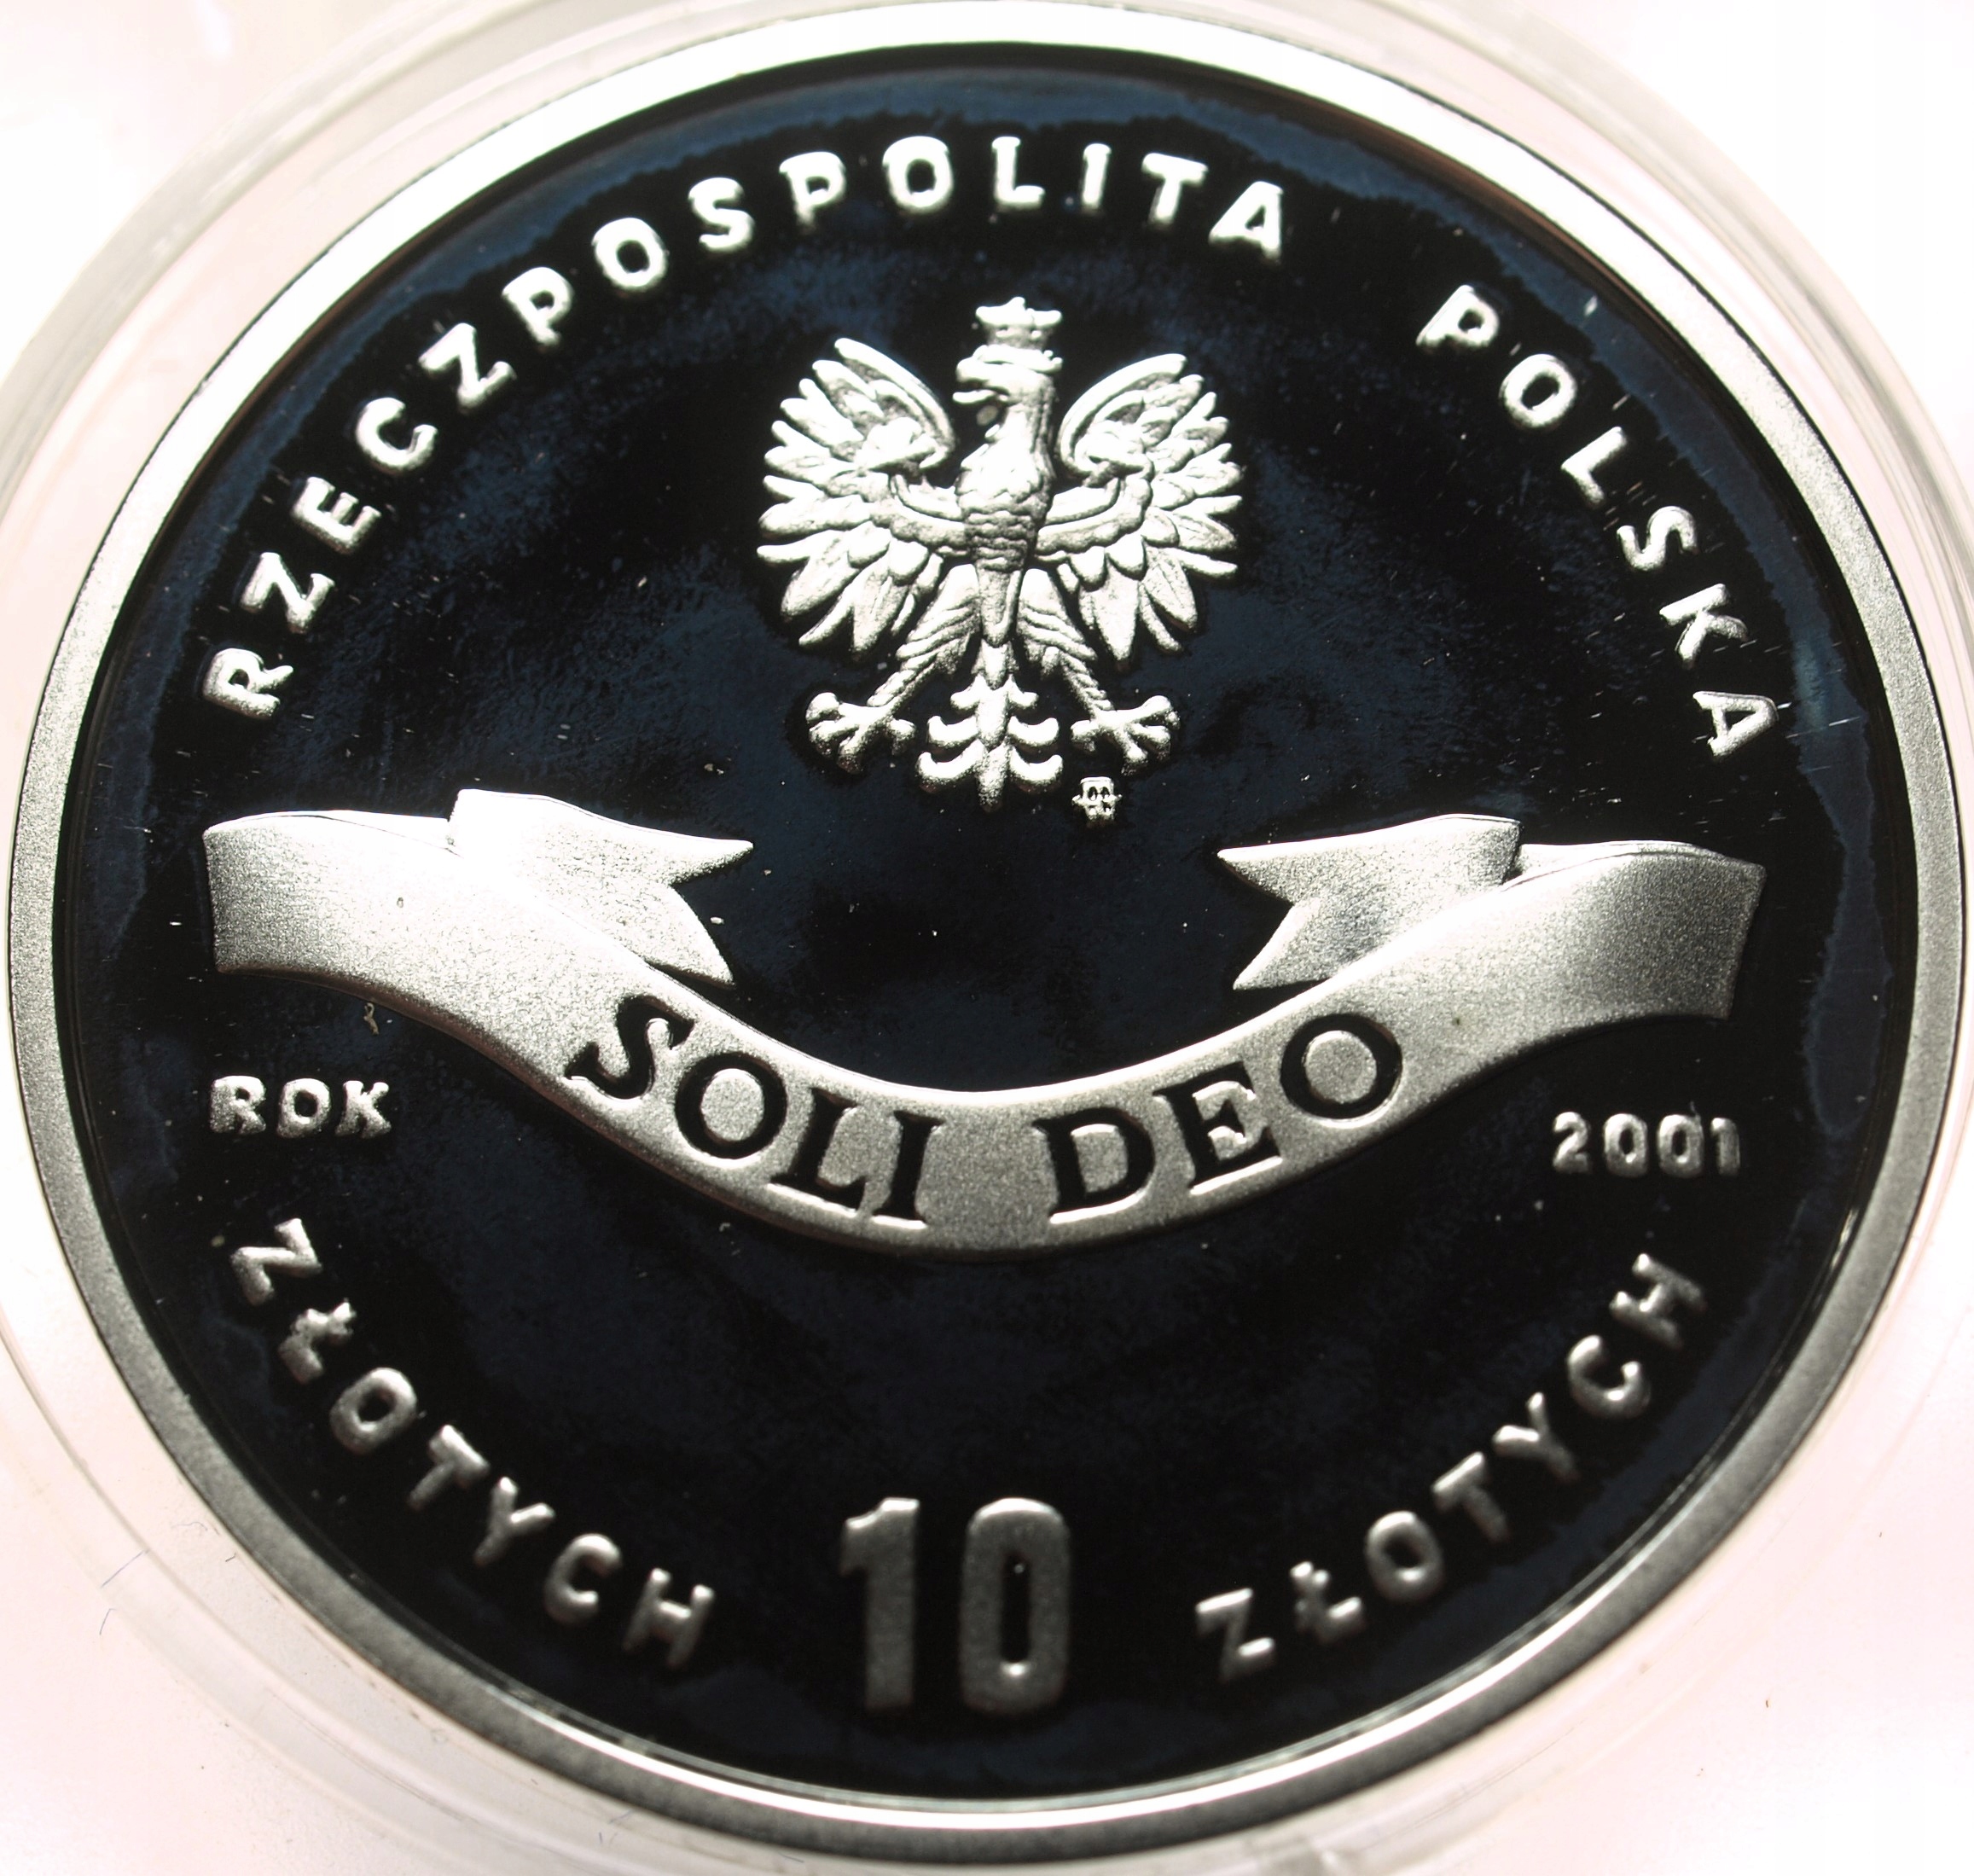 RZECZPOSPOLITA POLSKA
SOLI DEO
ROK 2001
ZŁOTYCH 10 ZŁOTYCH